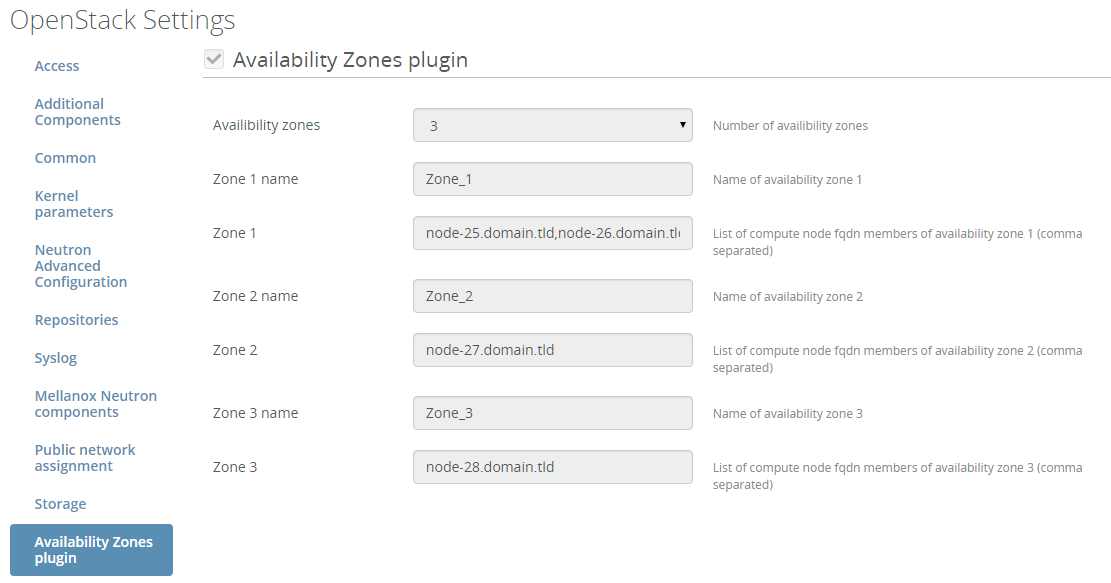 OpenStack Settings
Access
Additional
Components
Common
Kernel
parameters
Neutron
Advanced
Configuration
Repositories
Syslog
Mellanox Neutron
components
Public network
assignment
Storage
Availability Zones
plugin
Availability Zones plugin
Availibility zones
3
Number of availibility zones
Zone 1 name
Zone_1
Name of availability zone 1
Zone 1
node-25.domain.tld,node-26.domain.tld
List of compute node fqdn members of availability zone 1 (comma
separated)
Zone 2 name
Zone_2
Name of availability zone 2
Zone 2
node-27.domain.tld
List of compute node fqdn members of availability zone 2 (comma
separated)
Zone 3 name
Zone_3
Name of availability zone 3
Zone 3
node-28.domain.tld
List of compute node fqdn members of availability zone 3 (comma
separated)